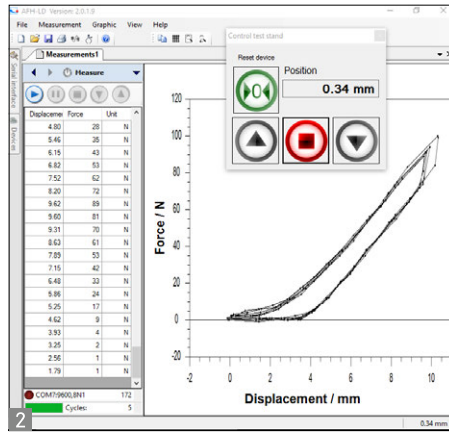 AFH-LD Version: 2.0.1.0
File Measurement Graphic View Help
Control test stand
Measurements1
Reset device
Measure
Position
0.34 mm
Serial interface
Devices
Displacemei Force Unit
4.80 28 N
5.46 35 N
6.15 43 N
6.82 53 N
7.52 62 N
8.20 72 N
9.62 89 N
9.60 81 N
9.31 70 N
8.63 61 N
7.89 53 N
7.15 42 N
6.48 33 N
5.86 24 N
5.25 17 N
4.62 9 N
3.93 4 N
3.25 2 N
2.56 1 N
1.79 1 N
COM7:9600,8N1 172
Cycles: 5
120
100
80
60
40
20
0
-20
Force / N
-2 0 2 4 6 8 10
Displacement / mm
2
0.34 mm